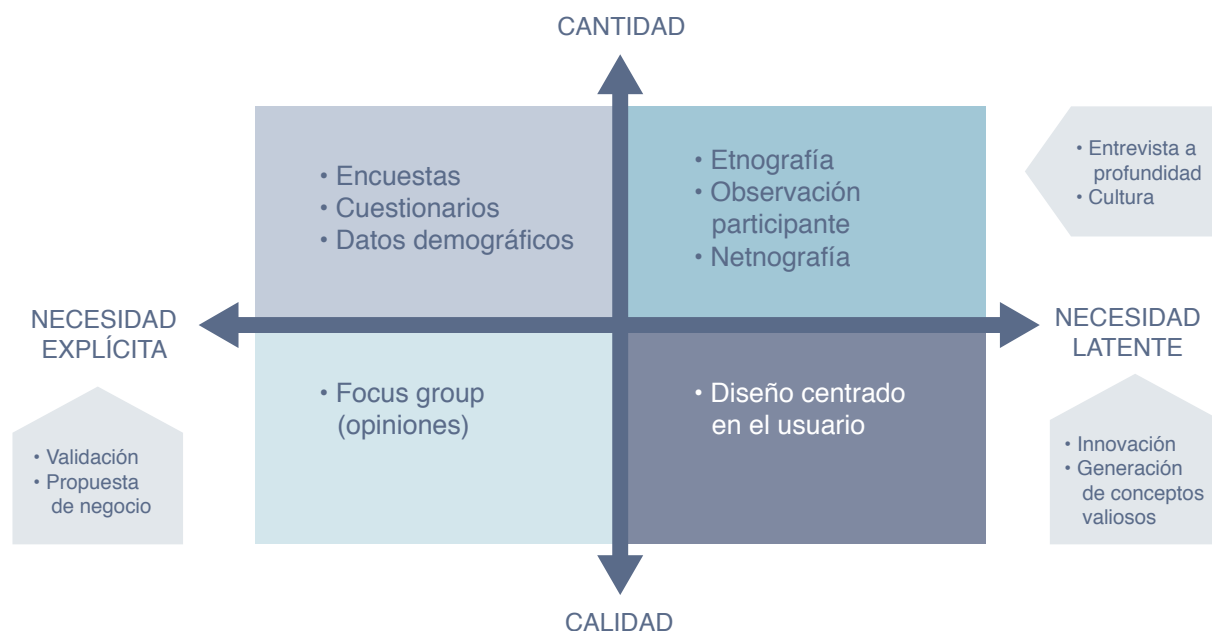 CANTIDAD
• Encuestas
• Cuestionarios
• Datos demográficos
• Etnografía
• Observación
participante
• Netnografía
• Entrevista a
profundidad
• Cultura
NECESIDAD
EXPLÍCITA
NECESIDAD
LATENTE
• Focus group
(opiniones)
• Diseño centrado
en el usuario
• Validación
• Propuesta
de negocio
• Innovación
• Generación
de conceptos
valiosos
CALIDAD